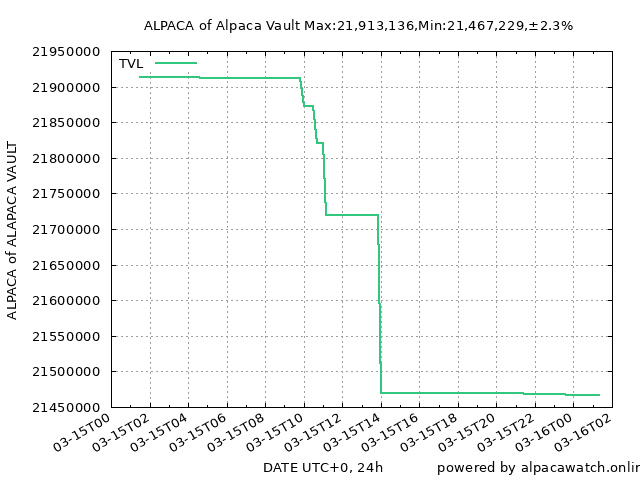 ALPACA of Alpaca Vault Max:21,913,136,Min:21,467,229,±2.3%
TVL
ALPACA of ALAPACA VAULT
21950000
21900000
21850000
21800000
21750000
21700000
21650000
21600000
21550000
21500000
21450000
03-15T00
03-15T02
03-15T04
03-15T06
03-15T08
03-15T10
03-15T12
03-15T14
03-15T16
03-15T18
03-15T20
03-15T22
03-16T00
03-16T02
DATE UTC+0, 24h
powered by alpacawatch.onlin